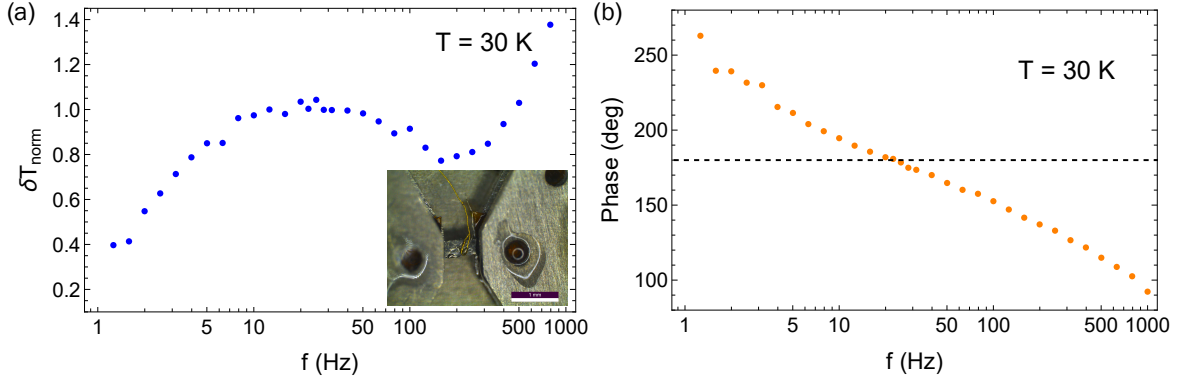 (a)
T = 30 K
δT_norm
1.4
1.2
1.0
0.8
0.6
0.4
0.2
1 5 10 50 100 500 1000
f (Hz)
1 mm
(b)
T = 30 K
Phase (deg)
250
200
150
100
1 5 10 50 100 500 1000
f (Hz)